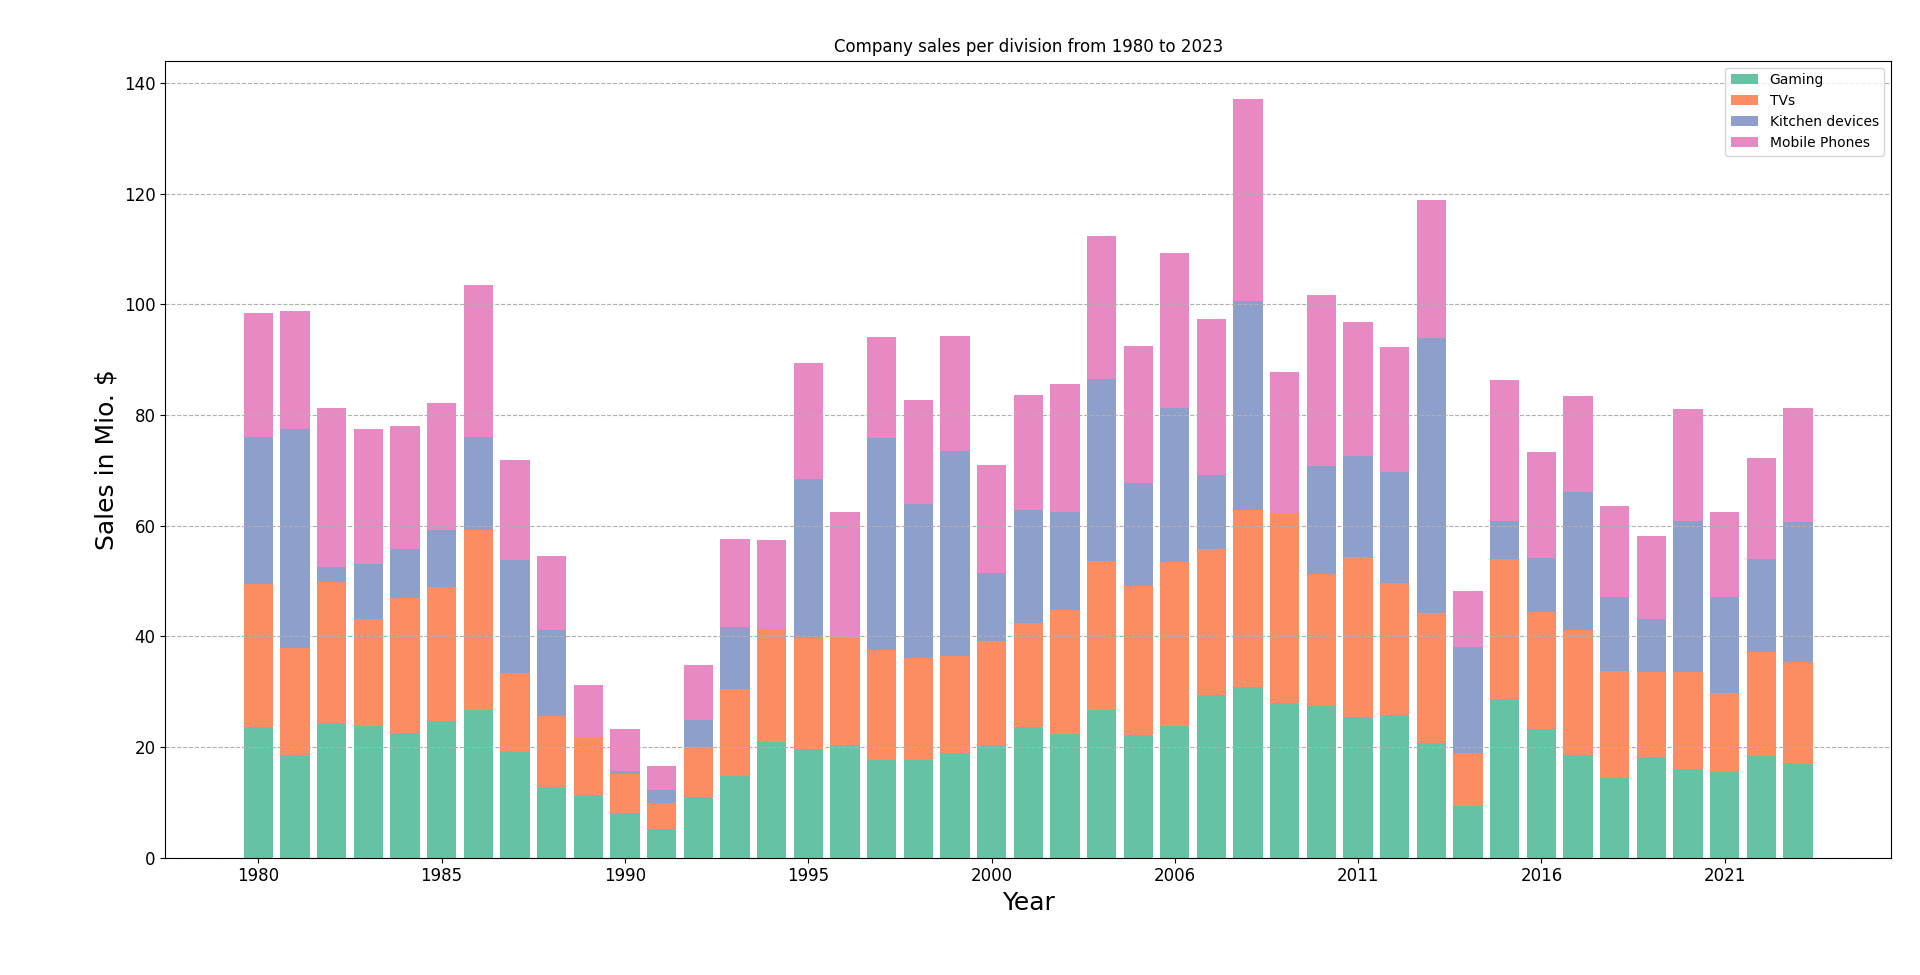 Company sales per division from 1980 to 2023
Gaming
TVs
Kitchen devices
Mobile Phones
Sales in Mio. $
140
120
100
80
60
40
20
0
1980 1985 1990 1995 2000 2006 2011 2016 2021
Year